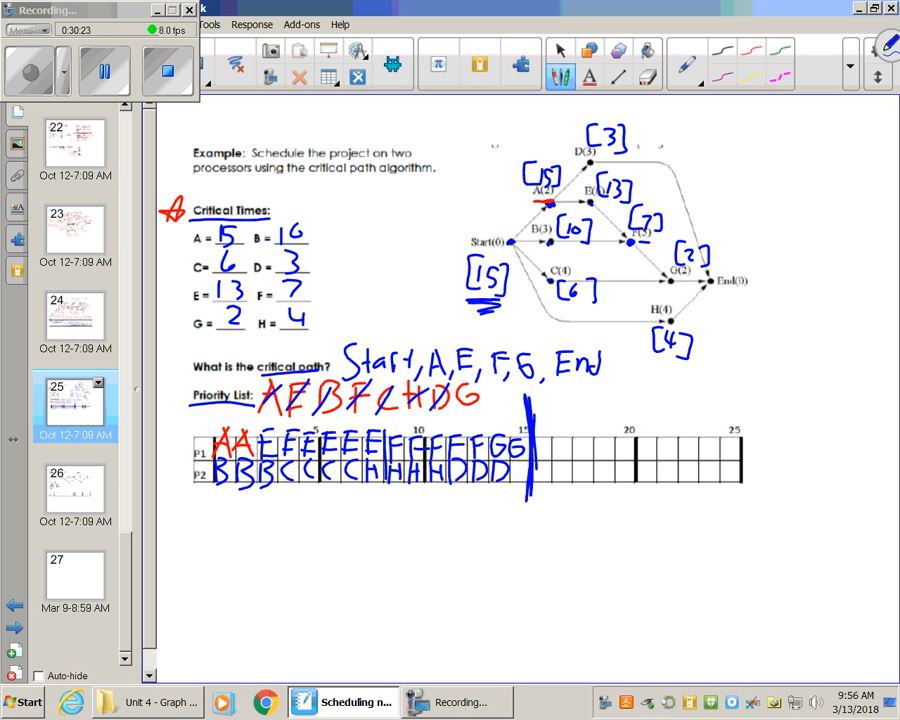 Recording...
Menu
0:30:23
8.0 fps
Tools Response Add-ons Help
22
Oct 12-7:09 AM
23
Oct 12-7:09 AM
24
Oct 12-7:09 AM
25
Oct 12-7:09 AM
26
Oct 12-7:09 AM
27
Mar 9-8:59 AM
Auto-hide
Example: Schedule the project on two
processors using the critical path algorithm.
Critical Times:
A = 15 B = 10
C= 6 D = 3
E = 13 F = 7
G = 2 H = 4
[3]
D(3)
[15]
A(2)
[13]
B(3)
[10]
[7]
Start(0)
[15]
[2]
G(2)
End(0)
C(4)
[6]
H(4)
[4]
What is the critical path? Start, A, E, F, G, End
Priority List: A E B F C H D G
5 10 15 20 25
P1 A A E E E E E E F F F F F G G
P2 B B B C C C C H H H H D D D
Start
Unit 4 - Graph ...
Scheduling n...
Recording...
9:56 AM
3/13/2018